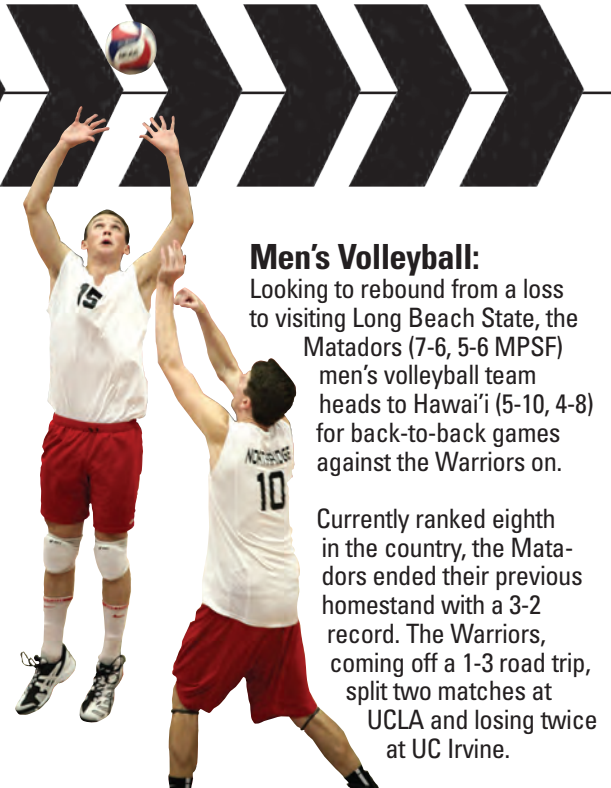 Men's Volleyball:
Looking to rebound from a loss
to visiting Long Beach State, the
Matadors (7-6, 5-6 MPSF)
men's volleyball team
heads to Hawai'i (5-10, 4-8)
for back-to-back games
against the Warriors on.
Currently ranked eighth
in the country, the Mata-
dors ended their previous
homestand with a 3-2
record. The Warriors,
coming off a 1-3 road trip,
split two matches at
UCLA and losing twice
at UC Irvine.
15
NORTHRIDGE
10